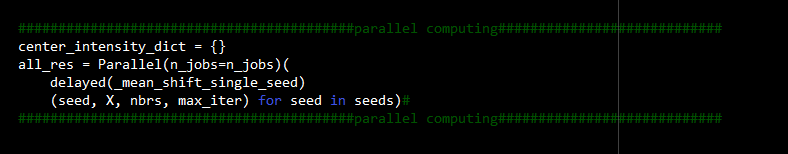 ##########################################parallel computing############################
center_intensity_dict = {}
all_res = Parallel(n_jobs=n_jobs)(
    delayed(_mean_shift_single_seed)
    (seed, X, nbrs, max_iter) for seed in seeds)#
##########################################parallel computing############################